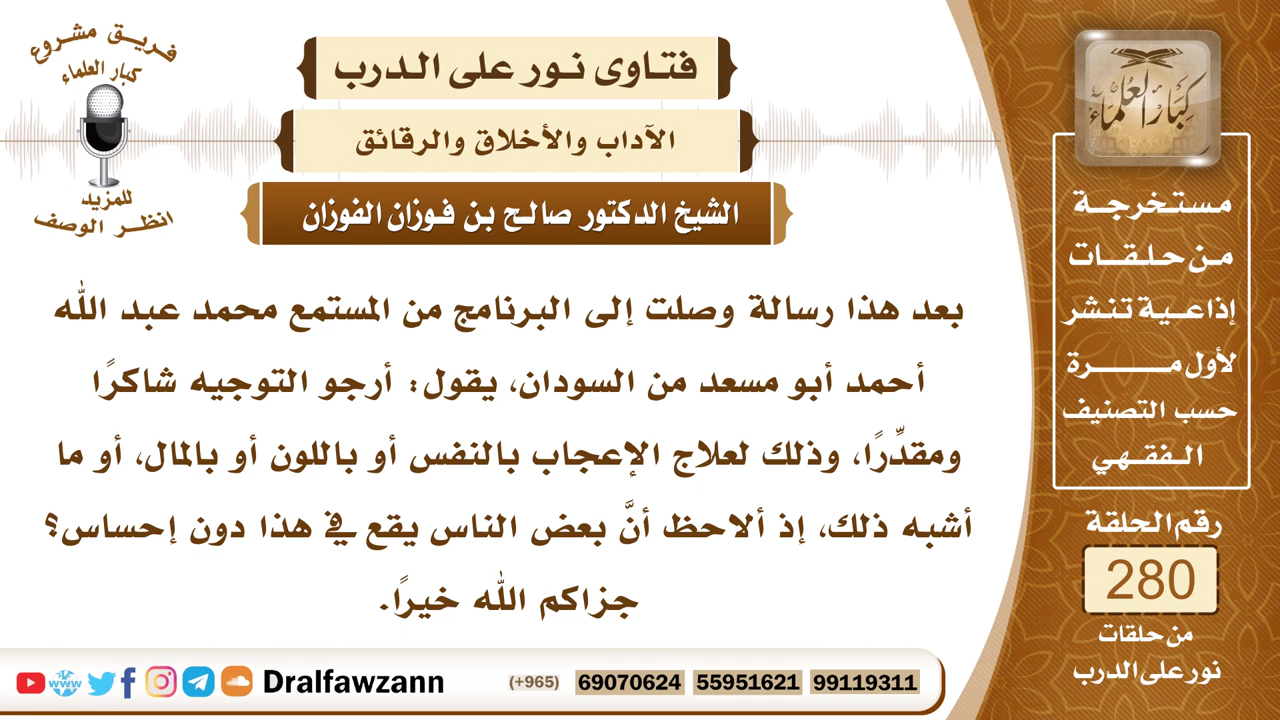 فريق مشروع
كبار العلماء
للمزيد
انظر الوصف
فتاوى نور على الدرب
الآداب والأخلاق والرقائق
الشيخ الدكتور صالح بن فوزان الفوزان
بعد هذا رسالة وصلت إلى البرنامج من المستمع محمد عبد الله
أحمد أبو مسعد من السودان، يقول: أرجو التوجيه شاكرًا
ومقدِّرًا، وذلك لعلاج الإعجاب بالنفس أو باللون أو بالمال، أو ما
أشبه ذلك، إذ ألاحظ أنَّ بعض الناس يقع في هذا دون إحساس؟
جزاكم الله خيرًا.
كبار العلماء
مستخرجة
من حلقات
إذاعية تنشر
لأول مرة
حسب التصنيف
الفقهي
رقم الحلقة
280
من حلقات
نور على الدرب
www
Dralfawzann
(+965) 69070624 55951621 99119311